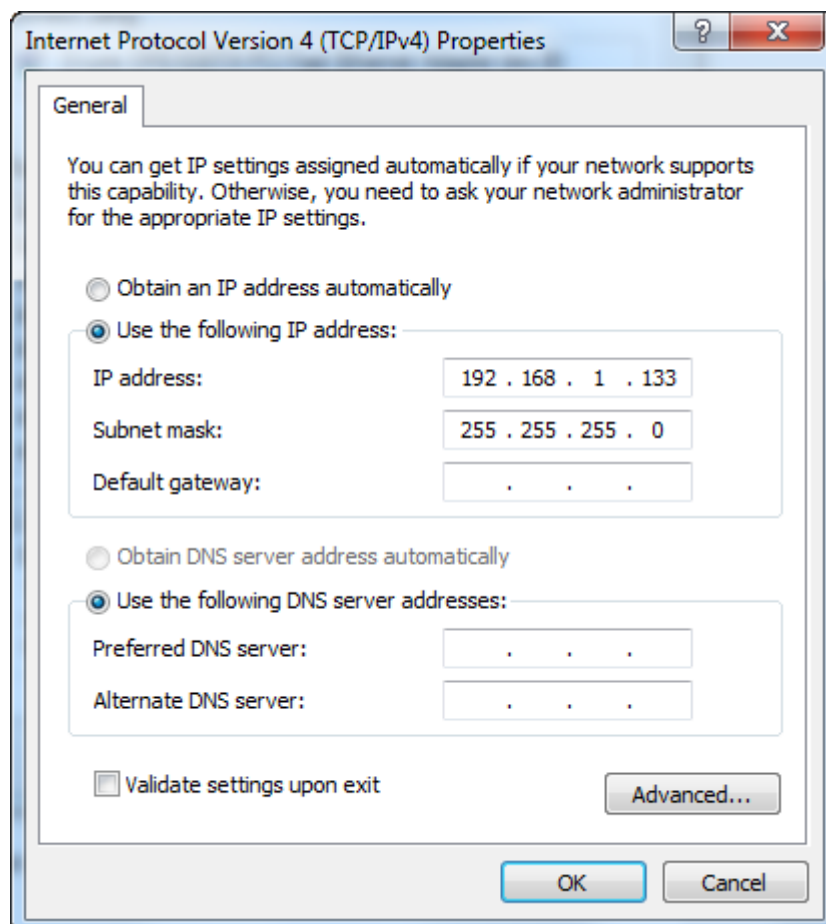 Internet Protocol Version 4 (TCP/IPv4) Properties
General
You can get IP settings assigned automatically if your network supports
this capability. Otherwise, you need to ask your network administrator
for the appropriate IP settings.
Obtain an IP address automatically
Use the following IP address:
IP address: 192 . 168 . 1 . 133
Subnet mask: 255 . 255 . 255 . 0
Default gateway: . . .
Obtain DNS server address automatically
Use the following DNS server addresses:
Preferred DNS server: . . .
Alternate DNS server: . . .
Validate settings upon exit
Advanced...
OK Cancel